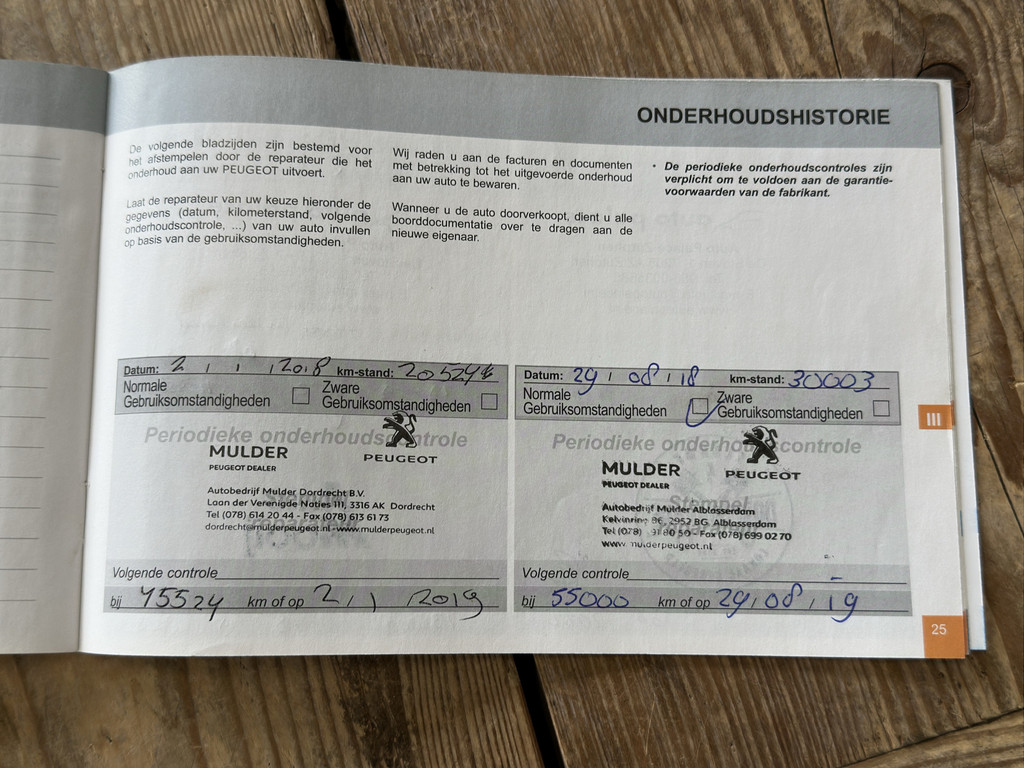 ONDERHOUDSHISTORIE
De volgende bladzijden zijn bestemd voor
het afstempelen door de reparateur die het
onderhoud aan uw PEUGEOT uitvoert.
Laat de reparateur van uw keuze hieronder de
gegevens (datum, kilometerstand, volgende
onderhoudscontrole, ...) van uw auto invullen
op basis van de gebruiksomstandigheden.
Wij raden u aan de facturen en documenten
met betrekking tot het uitgevoerde onderhoud
aan uw auto te bewaren.
Wanneer u de auto doorverkoopt, dient u alle
boorddocumentatie over te dragen aan de
nieuwe eigenaar.
• De periodieke onderhoudscontroles zijn
verplicht om te voldoen aan de garantie-
voorwaarden van de fabrikant.
Datum: 2 / 1 / 2018 km-stand: 20524
Normale Gebruiksomstandigheden Zware Gebruiksomstandigheden
Periodieke onderhoudscontrole
MULDER
PEUGEOT DEALER
PEUGEOT
Autobedrijf Mulder Dordrecht B.V.
Laan der Verenigde Naties 111, 3316 AK Dordrecht
Tel (078) 614 20 44 - Fax (078) 613 61 73
dordrecht@mulderpeugeot.nl - www.mulderpeugeot.nl
Volgende controle
bij 45524 km of op 2 / 1 2019
Datum: 29 / 08 / 18 km-stand: 30003
Normale Gebruiksomstandigheden Zware Gebruiksomstandigheden
Periodieke onderhoudscontrole
MULDER
PEUGEOT DEALER
PEUGEOT
Stempel
Autobedrijf Mulder Alblasserdam
Kelvinring 86, 2952 BG Alblasserdam
Tel (078) 80 50 - Fax (078) 699 02 70
www.mulderpeugeot.nl
Volgende controle
bij 55000 km of op 29 / 08 / 19
III
25